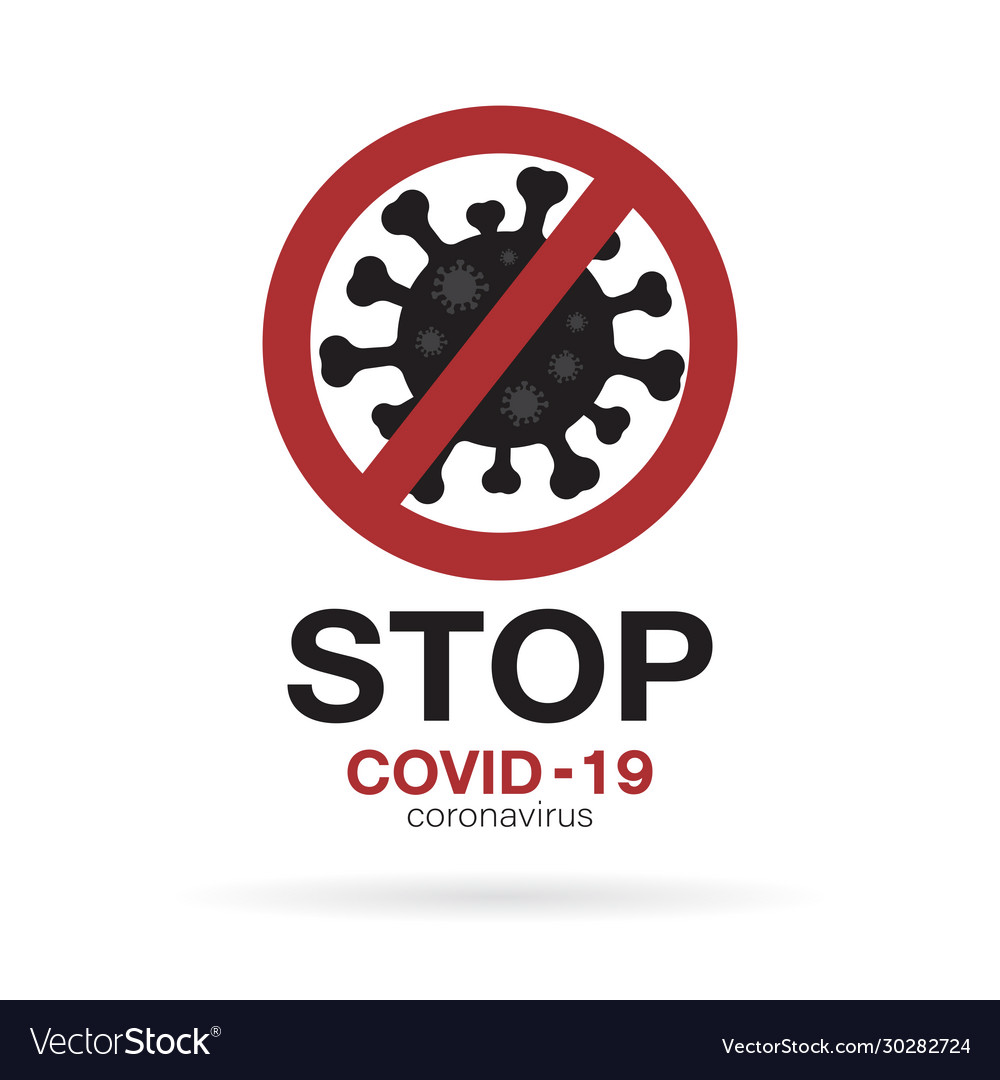 STOP
COVID - 19
coronavirus
VectorStock®
VectorStock.com/30282724